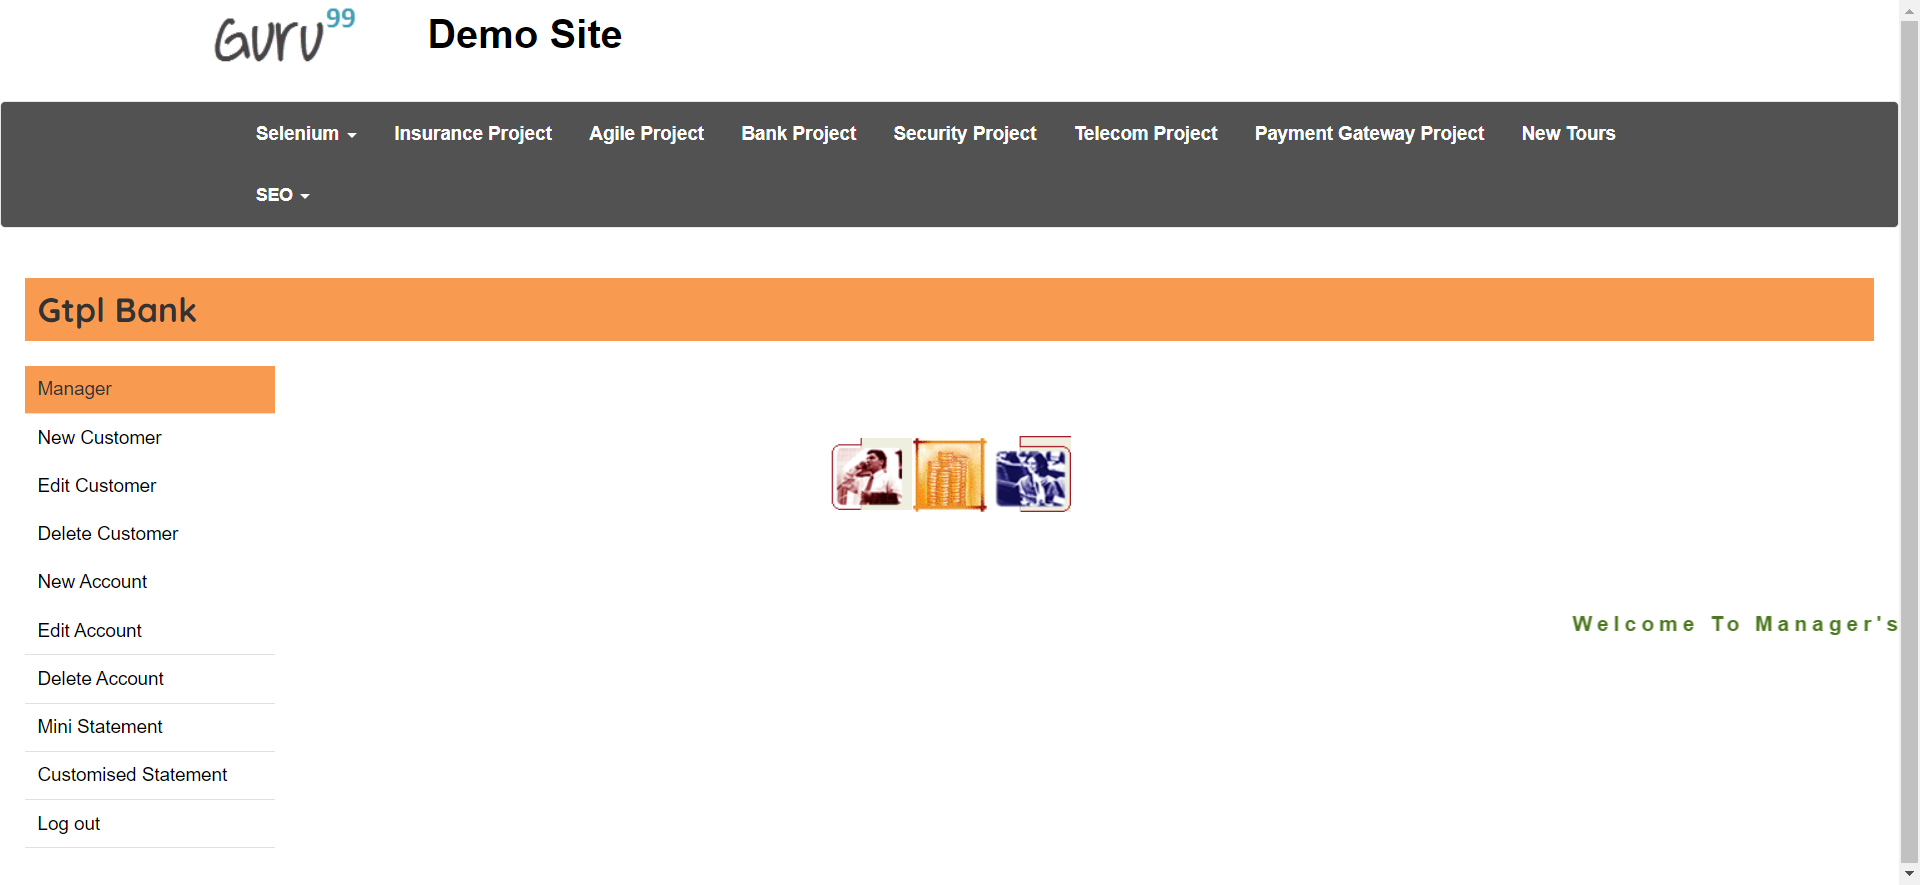 Guru99
Demo Site
Selenium Insurance Project Agile Project Bank Project Security Project Telecom Project Payment Gateway Project New Tours
SEO
Gtpl Bank
Manager
New Customer
Edit Customer
Delete Customer
New Account
Edit Account
Delete Account
Mini Statement
Customised Statement
Log out
Welcome To Manager's